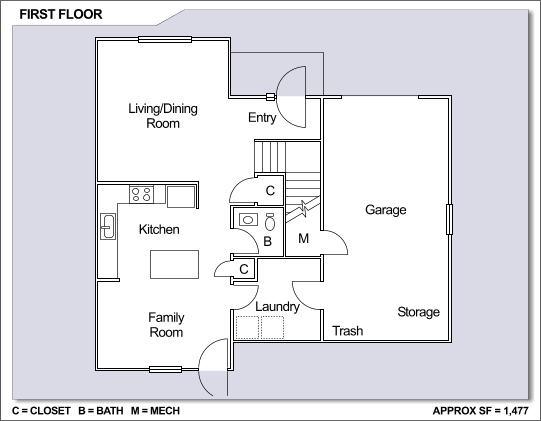 FIRST FLOOR
Living/Dining
Room
Entry
C
Garage
Kitchen
B
M
C
Laundry
Storage
Family
Room
Trash
C = CLOSET B = BATH M = MECH
APPROX SF = 1,477